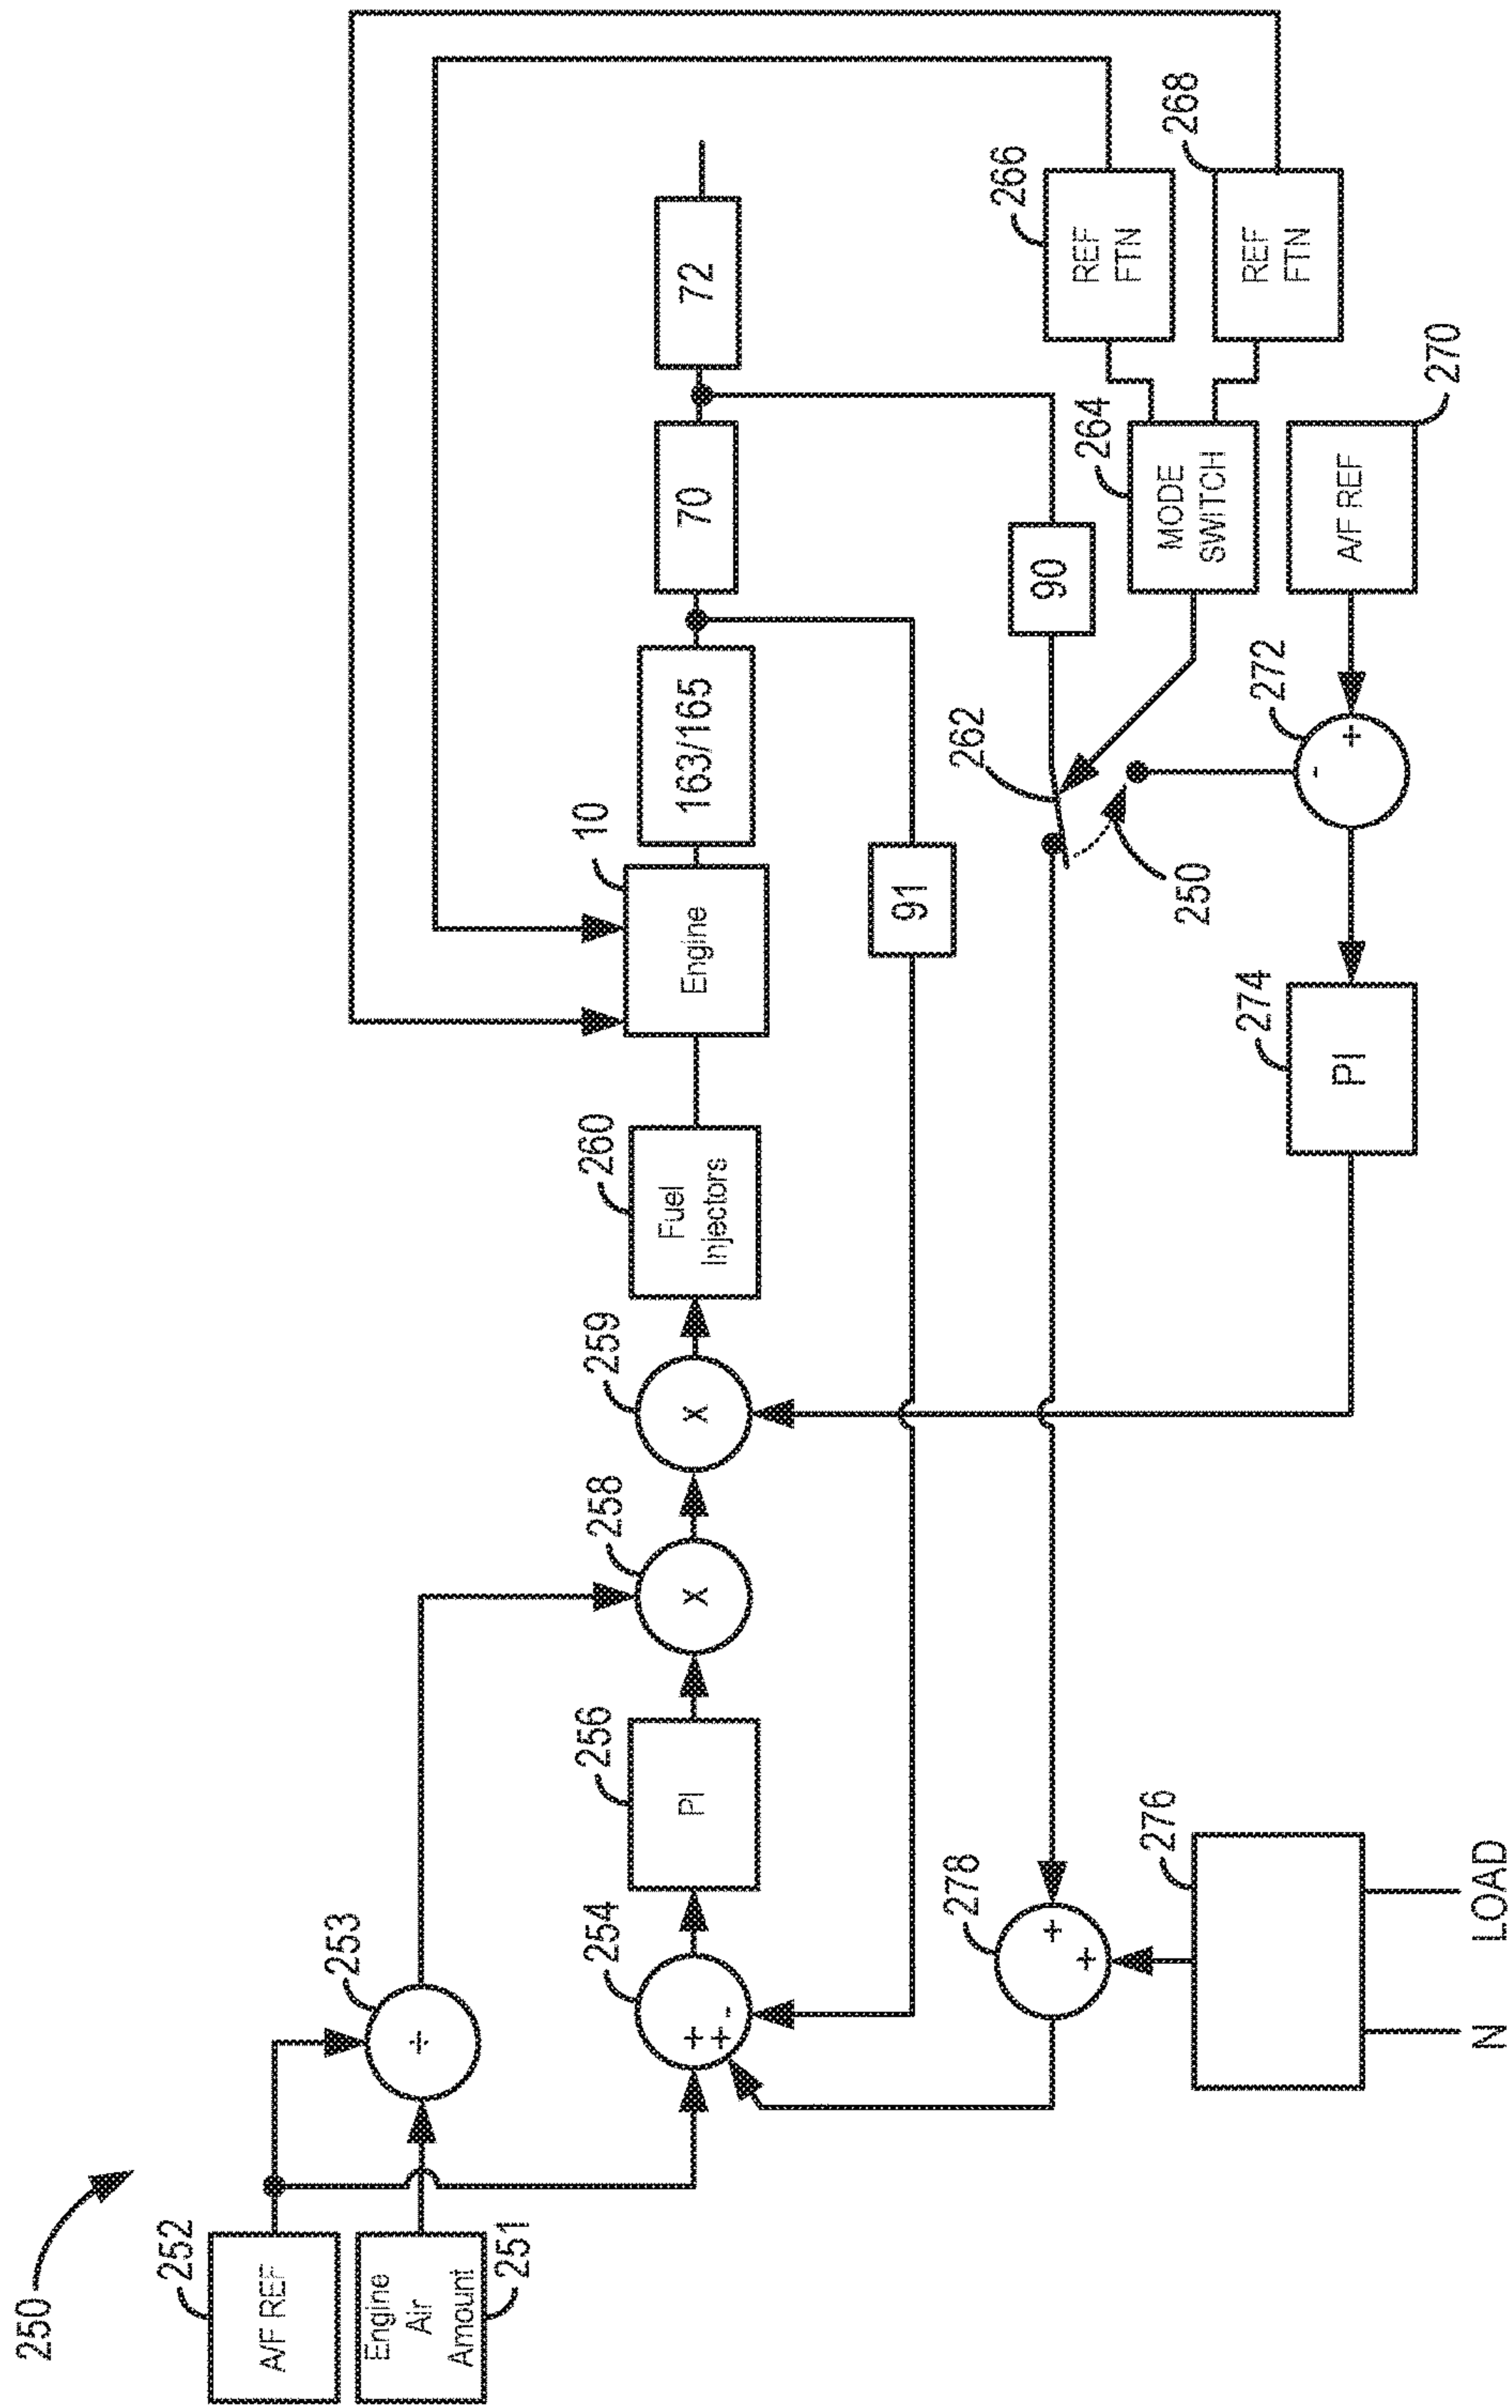 250
252
A/F REF
Engine
Air
Amount
251
253
÷
254
+
+
-
256
PI
258
X
259
X
260
Fuel
Injectors
10
Engine
163/165
70
72
91
90
262
250
264
MODE
SWITCH
266
REF
FTN
268
REF
FTN
270
A/F REF
272
+
-
274
PI
278
+
+
276
N
LOAD